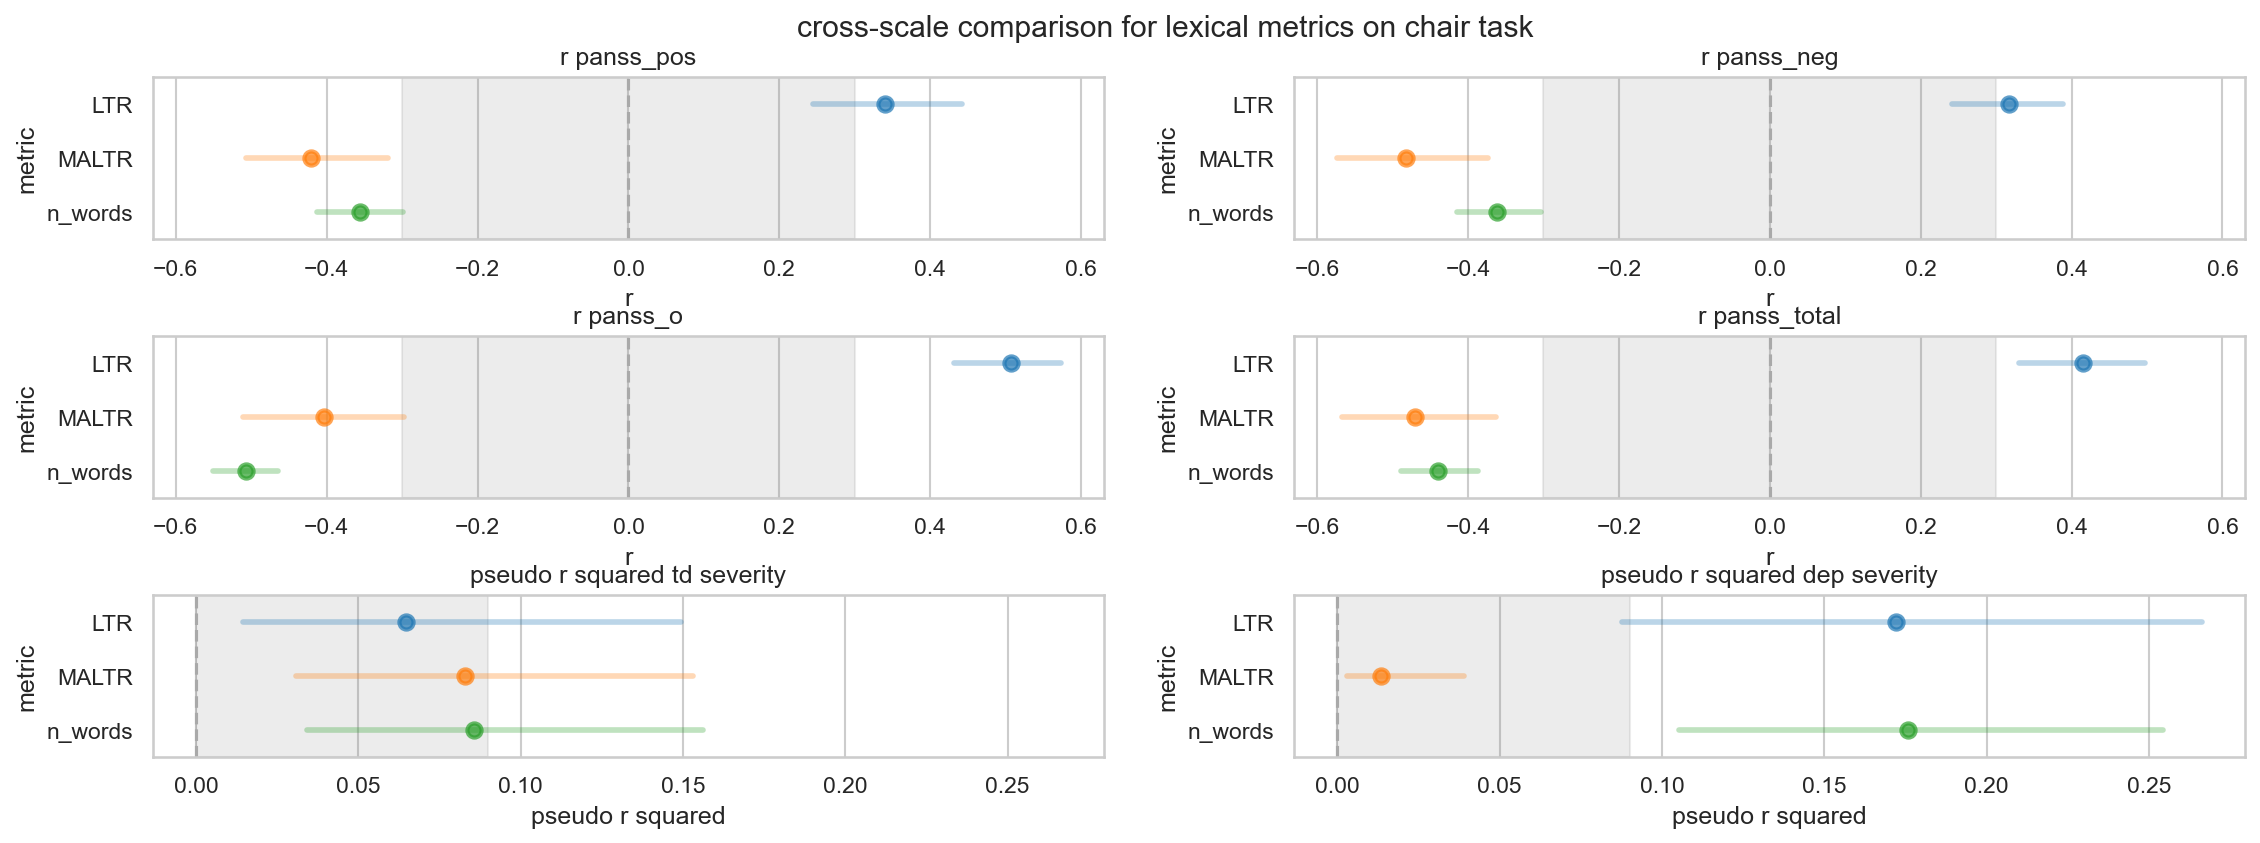 cross-scale comparison for lexical metrics on chair task
r panss_pos
metric
LTR
MALTR
n_words
−0.6 −0.4 −0.2 0.0 0.2 0.4 0.6
r
r panss_neg
metric
LTR
MALTR
n_words
−0.6 −0.4 −0.2 0.0 0.2 0.4 0.6
r
r panss_o
metric
LTR
MALTR
n_words
−0.6 −0.4 −0.2 0.0 0.2 0.4 0.6
r
r panss_total
metric
LTR
MALTR
n_words
−0.6 −0.4 −0.2 0.0 0.2 0.4 0.6
r
pseudo r squared td severity
metric
LTR
MALTR
n_words
0.00 0.05 0.10 0.15 0.20 0.25
pseudo r squared
pseudo r squared dep severity
metric
LTR
MALTR
n_words
0.00 0.05 0.10 0.15 0.20 0.25
pseudo r squared